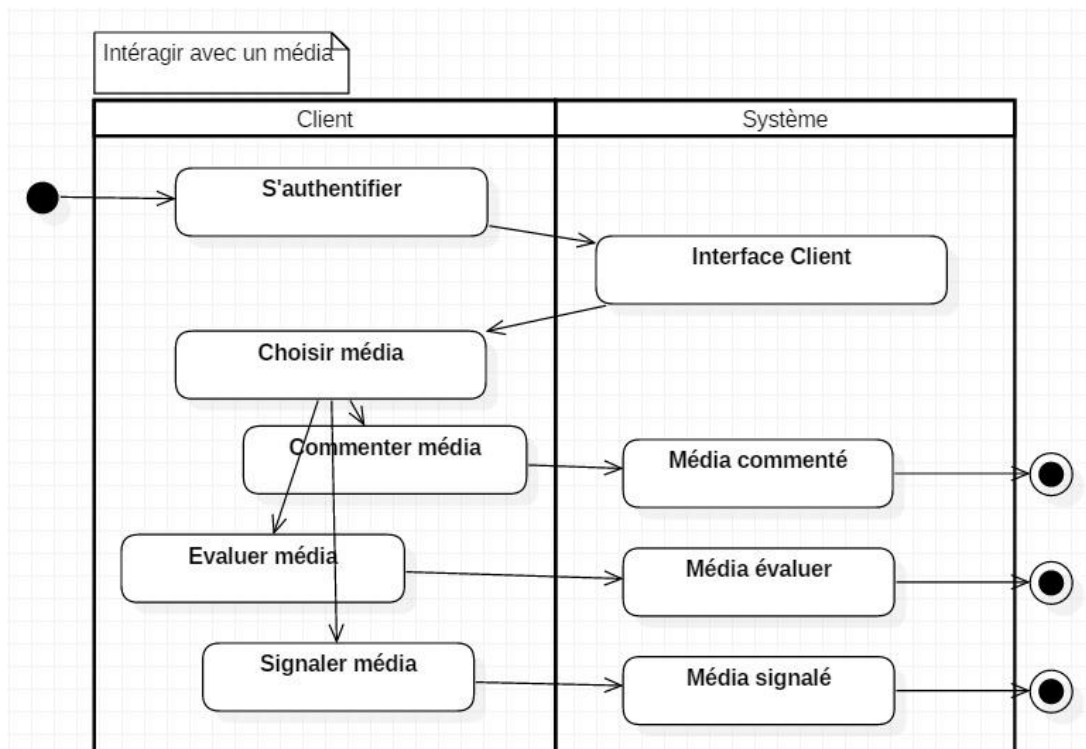 Intéragir avec un média
Client
Système
S'authentifier
Interface Client
Choisir média
Commenter média
Média commenté
Evaluer média
Média évaluer
Signaler média
Média signalé